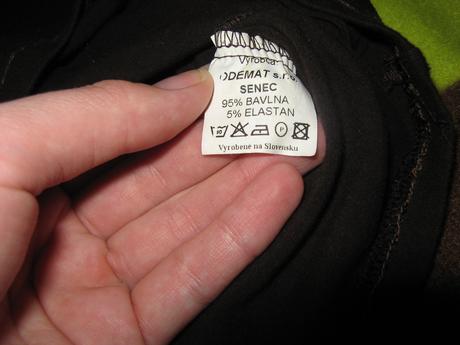 Výrobca
ODEMAT s.r.o.
SENEC
95% BAVLNA
5% ELASTAN
P
Vyrobené na Slovensku